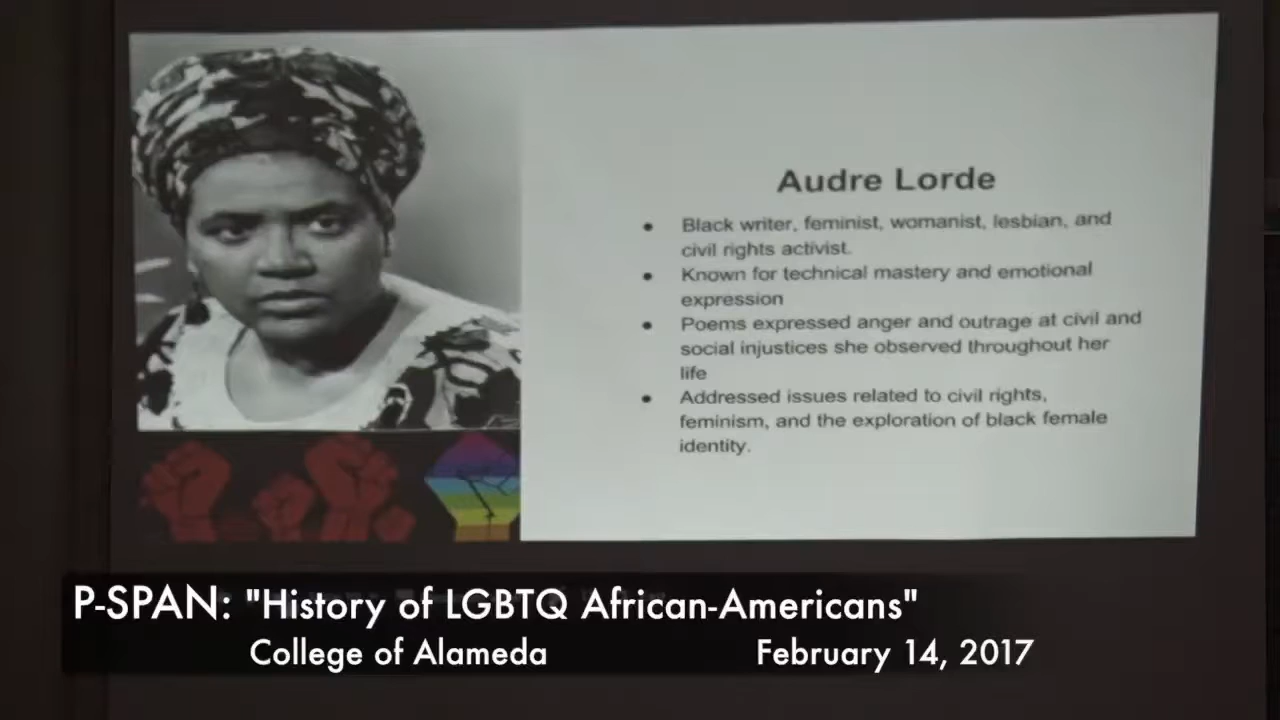 Audre Lorde
● Black writer, feminist, womanist, lesbian, and
civil rights activist.
● Known for technical mastery and emotional
expression
● Poems expressed anger and outrage at civil and
social injustices she observed throughout her
life
● Addressed issues related to civil rights,
feminism, and the exploration of black female
identity.
P-SPAN: "History of LGBTQ African-Americans"
College of Alameda February 14, 2017